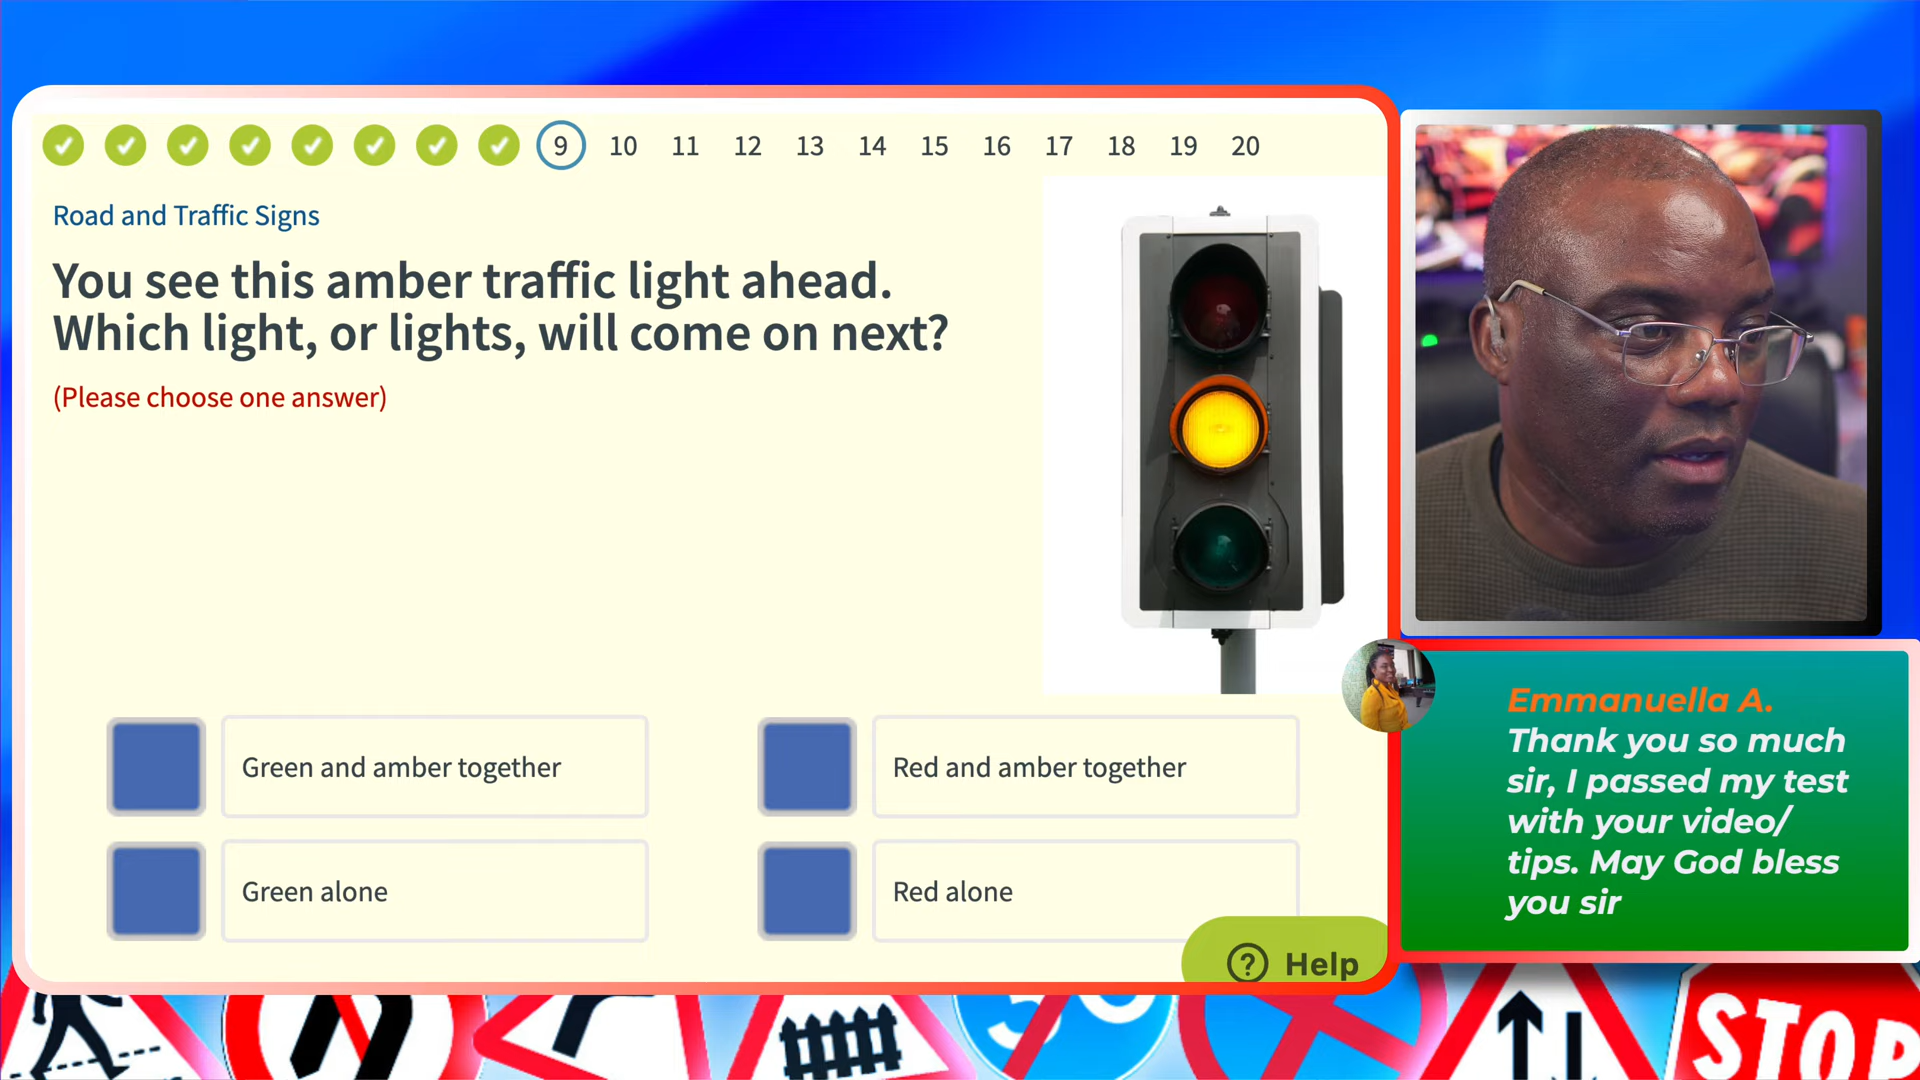 9 10 11 12 13 14 15 16 17 18 19 20
Road and Traffic Signs
You see this amber traffic light ahead.
Which light, or lights, will come on next?
(Please choose one answer)
Green and amber together
Red and amber together
Green alone
Red alone
? Help
Emmanuella A.
Thank you so much
sir, I passed my test
with your video/
tips. May God bless
you sir
STOP